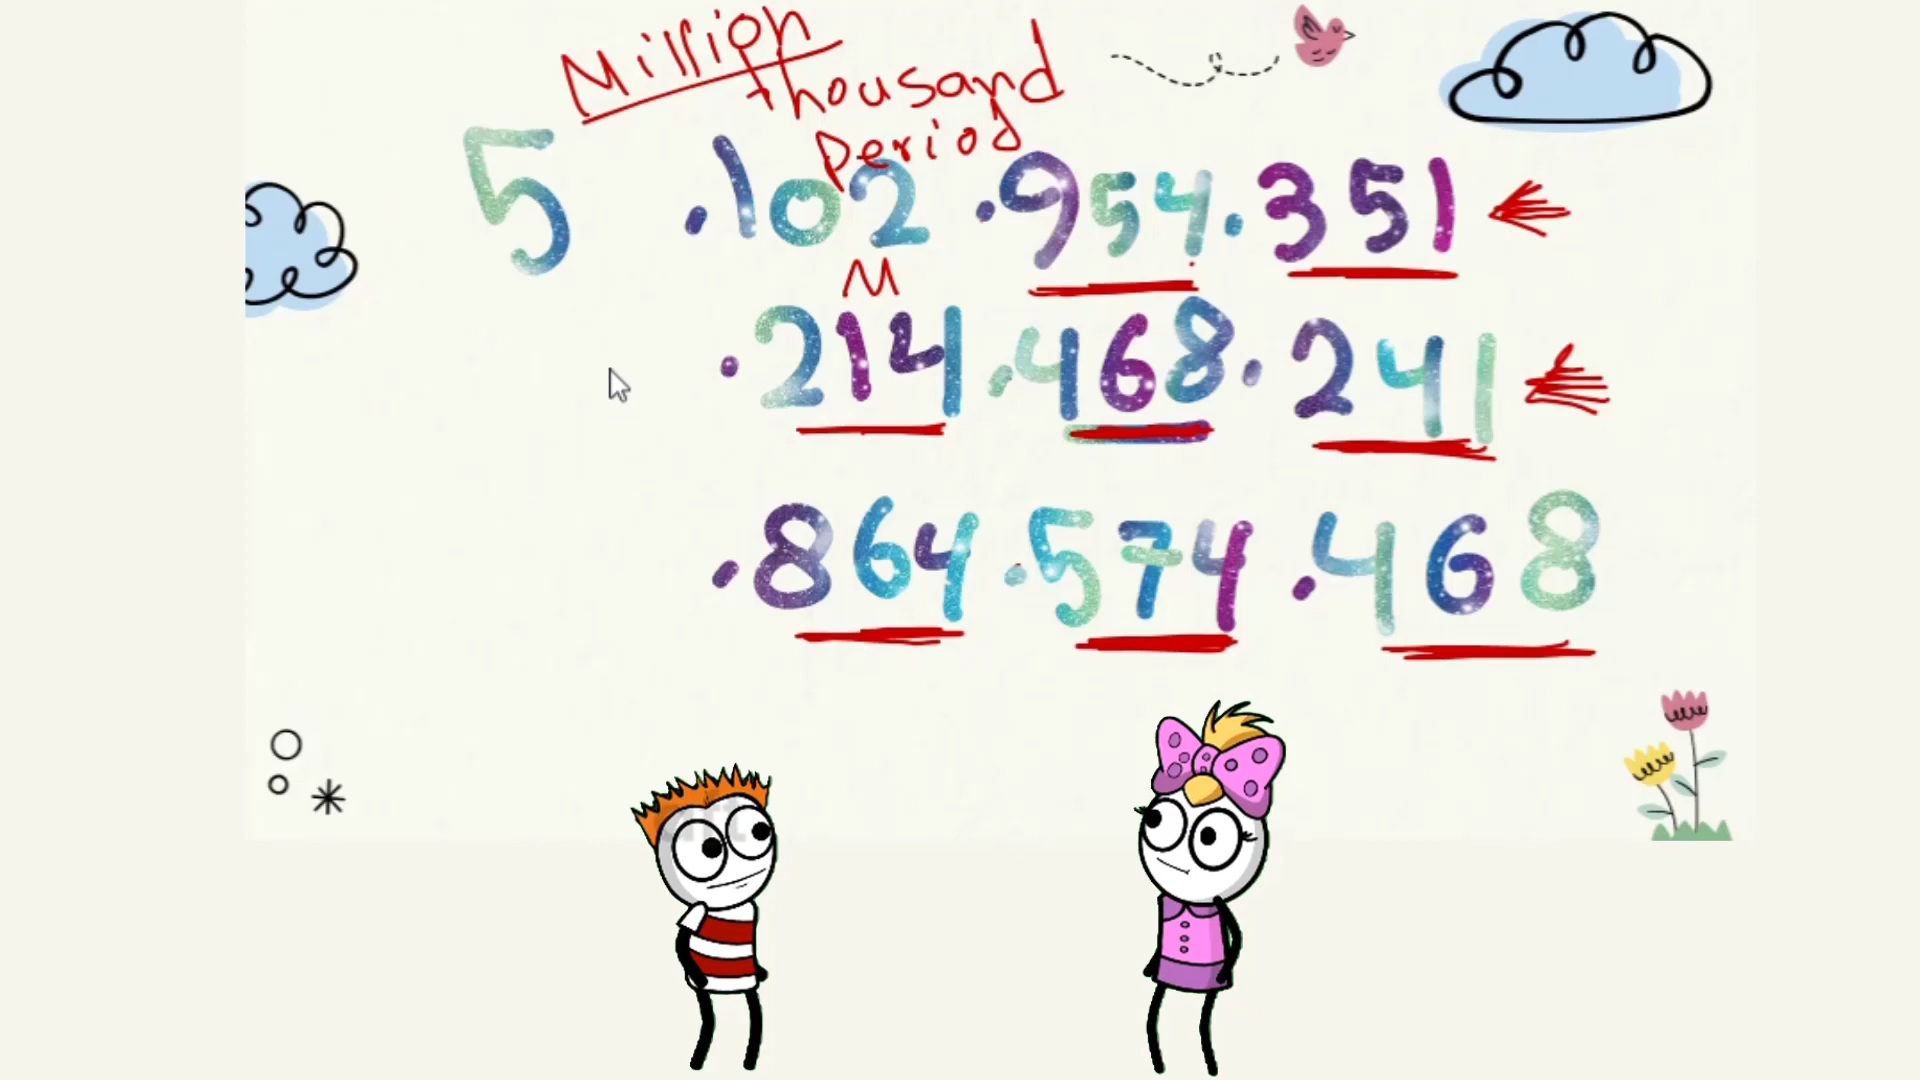 Million
thousand
period
5 .102 .954.351
M
.214 .468.241
.864 .574 .468